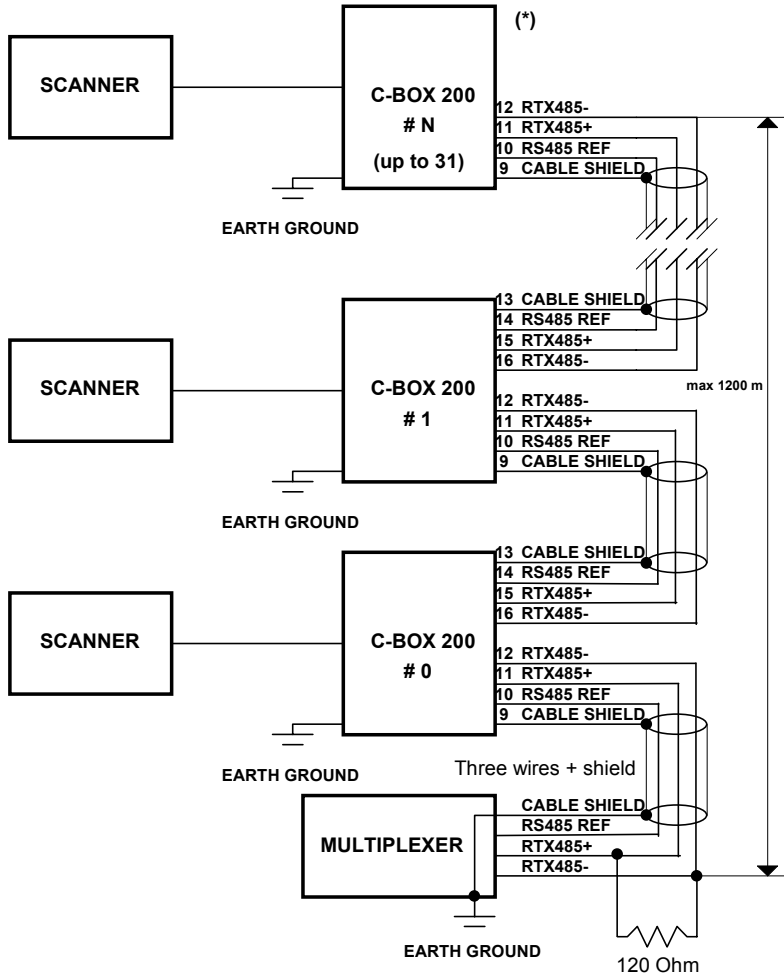 (*)
SCANNER
C-BOX 200
# N
(up to 31)
12 RTX485-
11 RTX485+
10 RS485 REF
9 CABLE SHIELD
EARTH GROUND
13 CABLE SHIELD
14 RS485 REF
15 RTX485+
16 RTX485-
SCANNER
C-BOX 200
# 1
max 1200 m
12 RTX485-
11 RTX485+
10 RS485 REF
9 CABLE SHIELD
EARTH GROUND
13 CABLE SHIELD
14 RS485 REF
15 RTX485+
16 RTX485-
SCANNER
C-BOX 200
# 0
12 RTX485-
11 RTX485+
10 RS485 REF
9 CABLE SHIELD
EARTH GROUND
Three wires + shield
MULTIPLEXER
CABLE SHIELD
RS485 REF
RTX485+
RTX485-
EARTH GROUND
120 Ohm